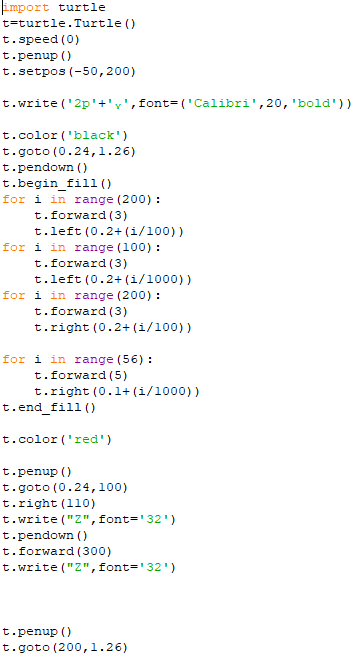 import turtle
t=turtle.Turtle()
t.speed(0)
t.penup()
t.setpos(-50,200)

t.write('2p'+'ᵧ',font=('Calibri',20,'bold'))

t.color('black')
t.goto(0.24,1.26)
t.pendown()
t.begin_fill()
for i in range(200):
    t.forward(3)
    t.left(0.2+(i/100))
for i in range(100):
    t.forward(3)
    t.left(0.2+(i/1000))
for i in range(200):
    t.forward(3)
    t.right(0.2+(i/100))

for i in range(56):
    t.forward(5)
    t.right(0.1+(i/1000))
t.end_fill()

t.color('red')

t.penup()
t.goto(0.24,100)
t.right(110)
t.write("Z",font='32')
t.pendown()
t.forward(300)
t.write("Z",font='32')

t.penup()
t.goto(200,1.26)